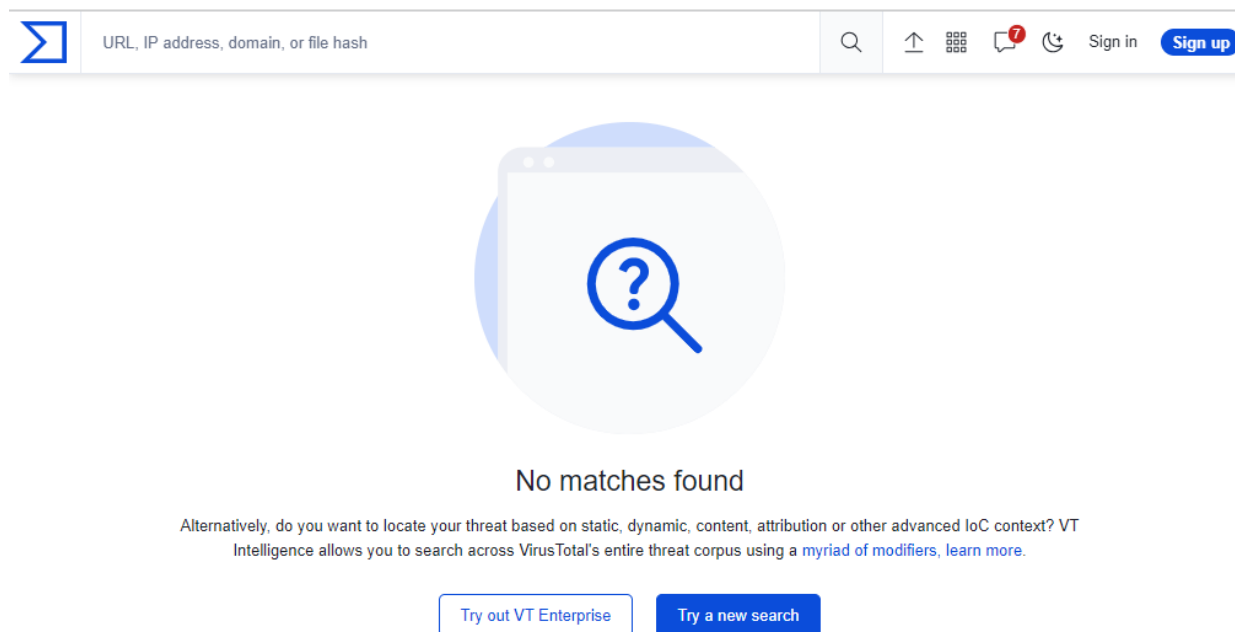 URL, IP address, domain, or file hash
7
Sign in
Sign up
?
No matches found
Alternatively, do you want to locate your threat based on static, dynamic, content, attribution or other advanced IoC context? VT
Intelligence allows you to search across VirusTotal's entire threat corpus using a myriad of modifiers, learn more.
Try out VT Enterprise
Try a new search